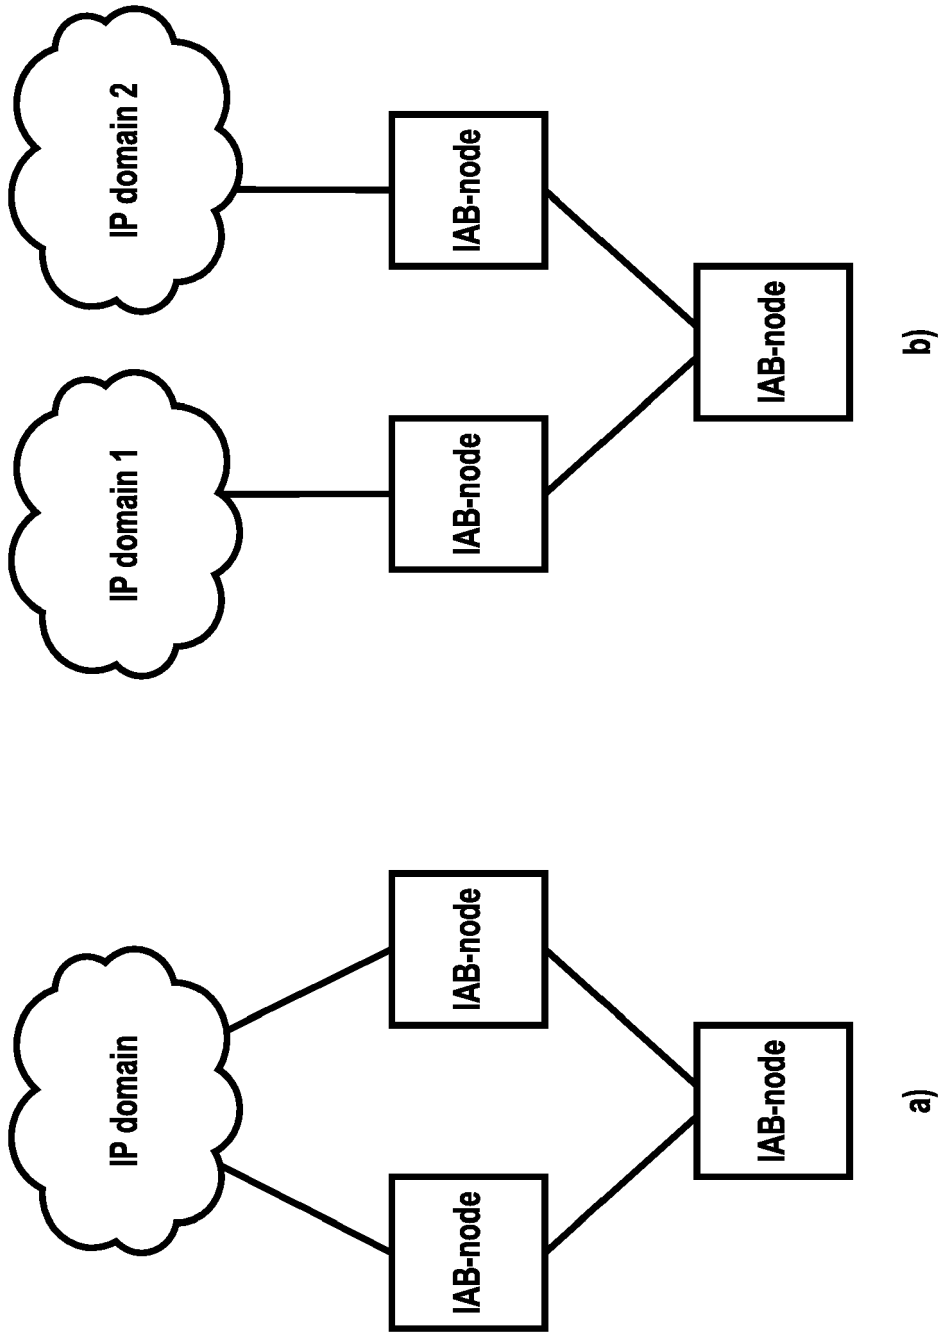 IP domain
IAB-node
IAB-node
IAB-node
a)
IP domain 1
IP domain 2
IAB-node
IAB-node
IAB-node
b)